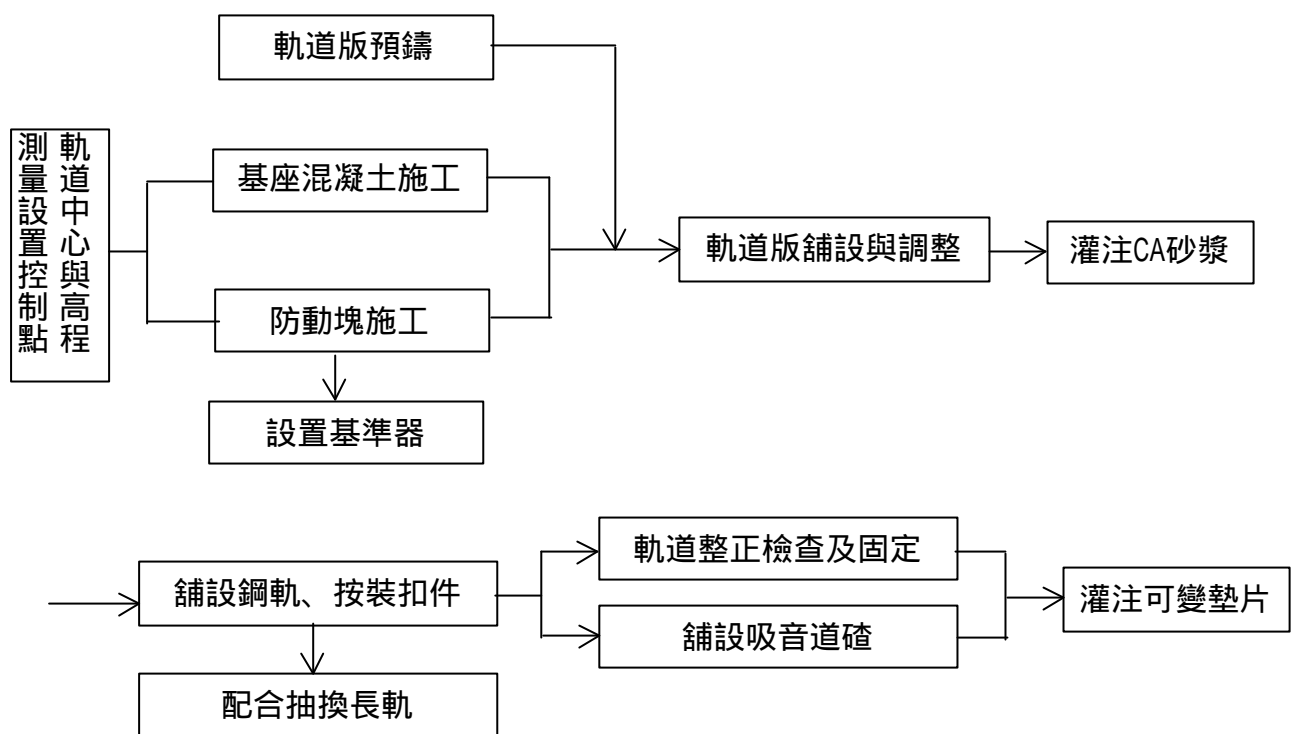 軌道版預鑄
軌道中心與高程
測量設置控制點
基座混凝土施工
防動塊施工
設置基準器
軌道版舖設與調整
灌注CA砂漿
舖設鋼軌、按裝扣件
配合抽換長軌
軌道整正檢查及固定
舖設吸音道碴
灌注可變墊片